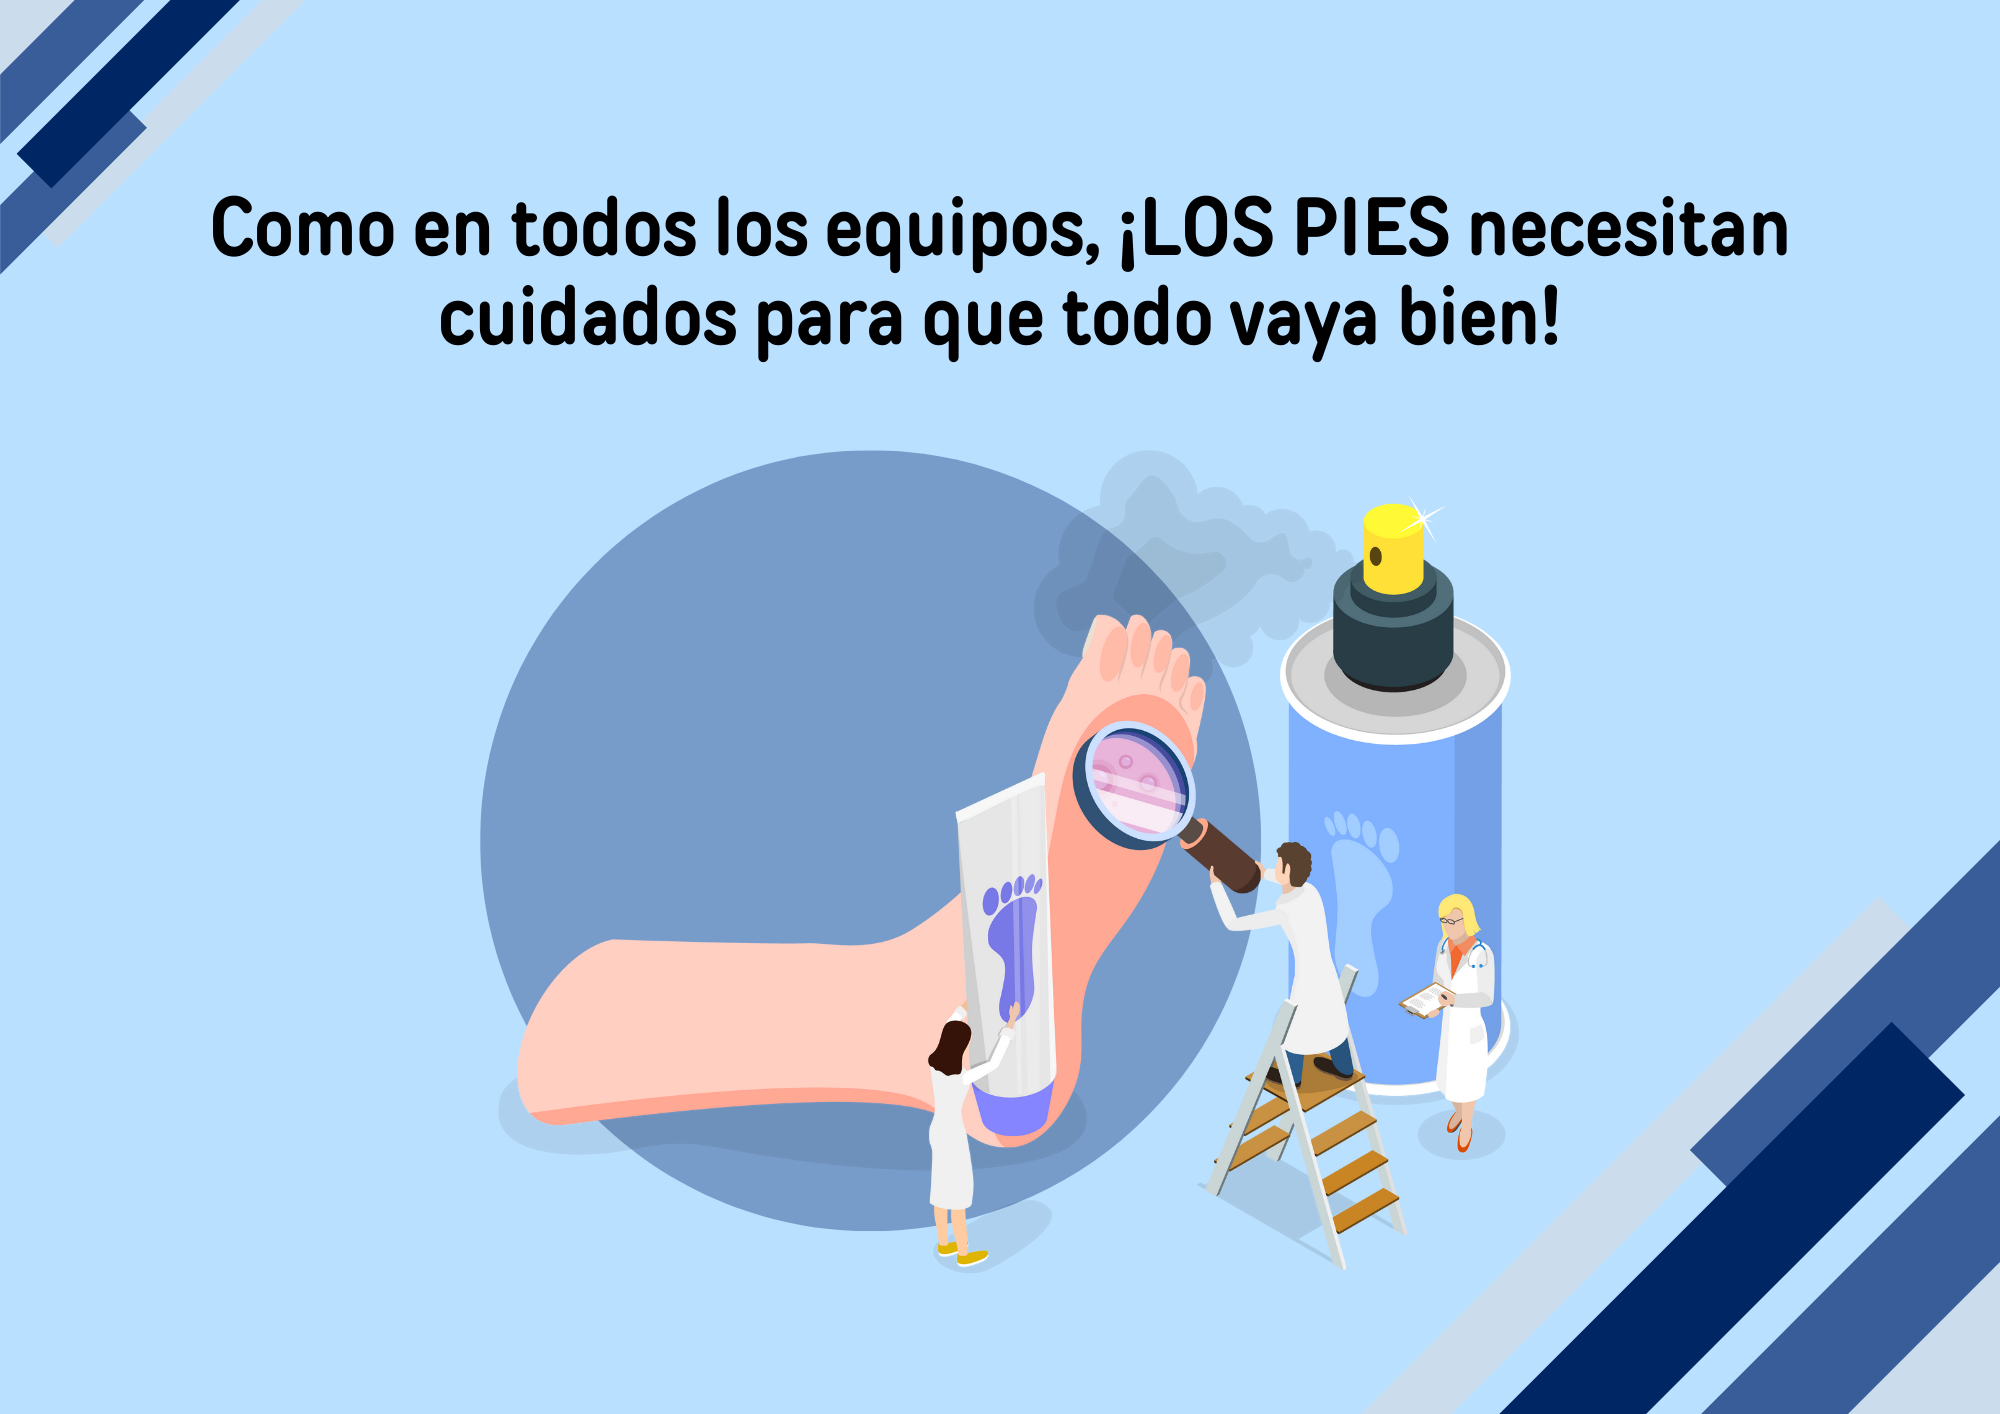 Como en todos los equipos, ¡LOS PIES necesitan
cuidados para que todo vaya bien!